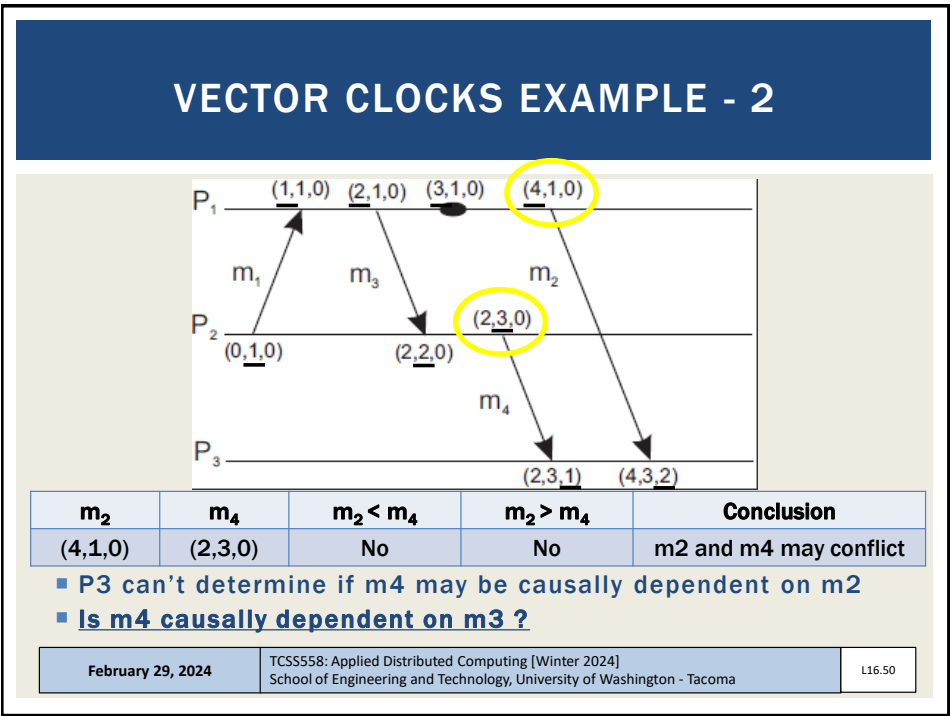 VECTOR CLOCKS EXAMPLE - 2
P₁ (1,1,0) (2,1,0) (3,1,0) (4,1,0)
m₁ m₃ m₂
P₂ (2,3,0)
(0,1,0) (2,2,0)
m₄
P₃
(2,3,1) (4,3,2)
m₂ m₄ m₂ < m₄ m₂ > m₄ Conclusion
(4,1,0) (2,3,0) No No m2 and m4 may conflict
▪ P3 can't determine if m4 may be causally dependent on m2
▪ Is m4 causally dependent on m3 ?
February 29, 2024
TCSS558: Applied Distributed Computing [Winter 2024]
School of Engineering and Technology, University of Washington - Tacoma
L16.50